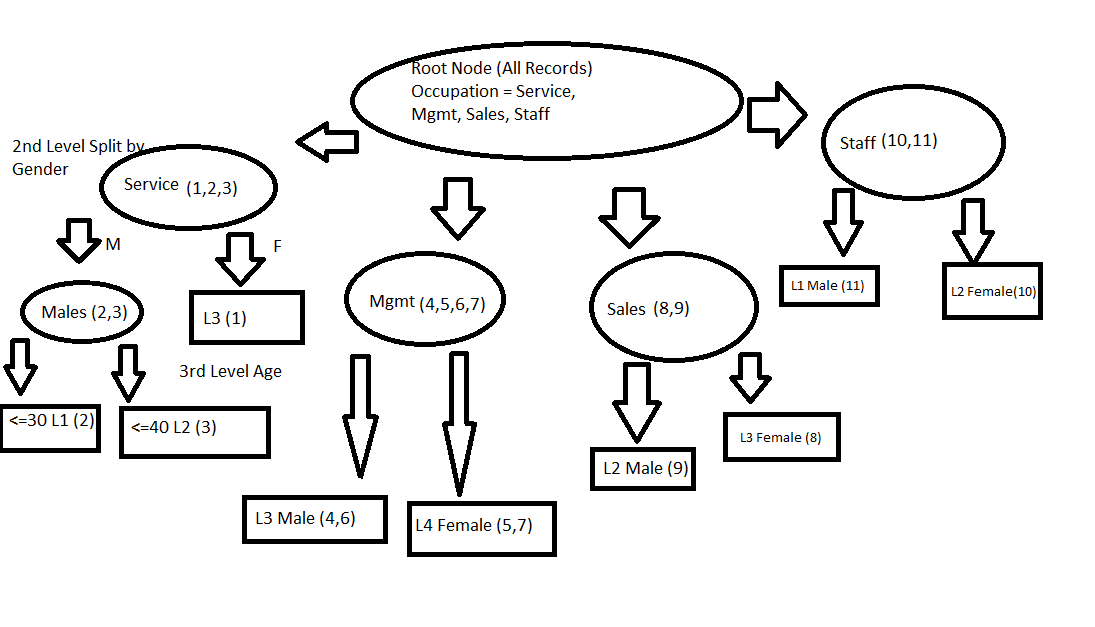 Root Node (All Records)
Occupation = Service,
Mgmt, Sales, Staff
2nd Level Split by
Gender
Service (1,2,3)
Staff (10,11)
M
F
Males (2,3)
L3 (1)
Mgmt (4,5,6,7)
Sales (8,9)
L1 Male (11)
L2 Female(10)
3rd Level Age
<=30 L1 (2)
<=40 L2 (3)
L2 Male (9)
L3 Female (8)
L3 Male (4,6)
L4 Female (5,7)